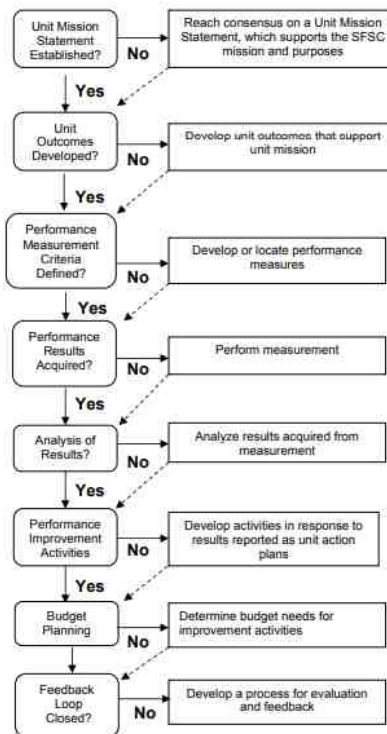 Unit Mission
Statement
Established?
No
Reach consensus on a Unit Mission
Statement, which supports the SFSC
mission and purposes
Yes
Unit
Outcomes
Developed?
No
Develop unit outcomes that support
unit mission
Yes
Performance
Measurement
Criteria
Defined?
No
Develop or locate performance
measures
Yes
Performance
Results
Acquired?
No
Perform measurement
Yes
Analysis of
Results?
No
Analyze results acquired from
measurement
Yes
Performance
Improvement
Activities
No
Develop activities in response to
results reported as unit action
plans
Yes
Budget
Planning
No
Determine budget needs for
improvement activities
Feedback
Loop
Closed?
No
Develop a process for evaluation
and feedback